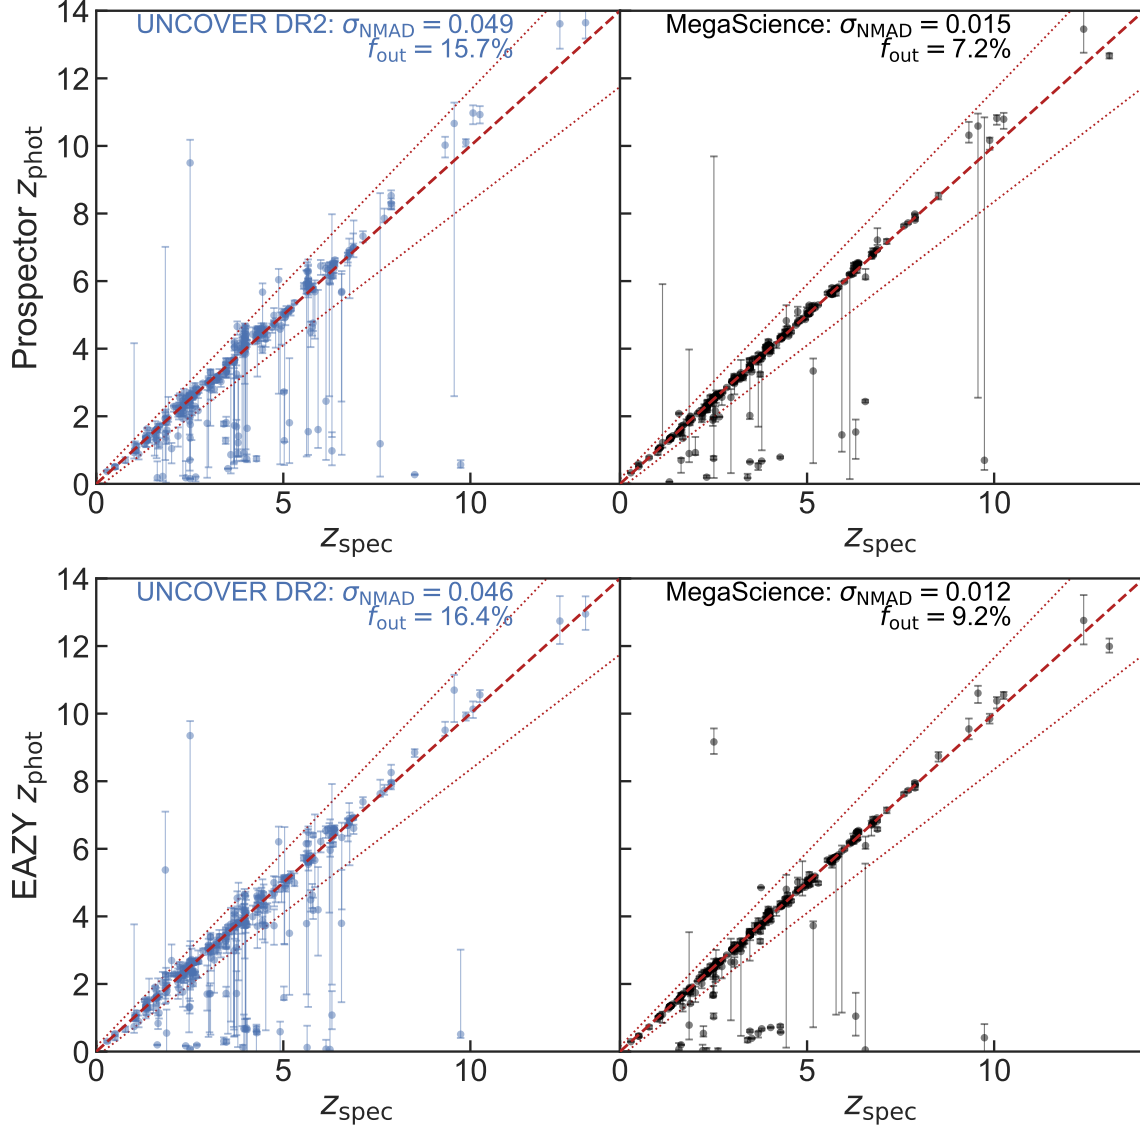 UNCOVER DR2: σNMAD = 0.049
fout = 15.7%
MegaScience: σNMAD = 0.015
fout = 7.2%
Prospector zphot
14
12
10
8
6
4
2
0
0 5 10
0 5 10
zspec
zspec
UNCOVER DR2: σNMAD = 0.046
fout = 16.4%
MegaScience: σNMAD = 0.012
fout = 9.2%
EAZY zphot
14
12
10
8
6
4
2
0
0 5 10
0 5 10
zspec
zspec